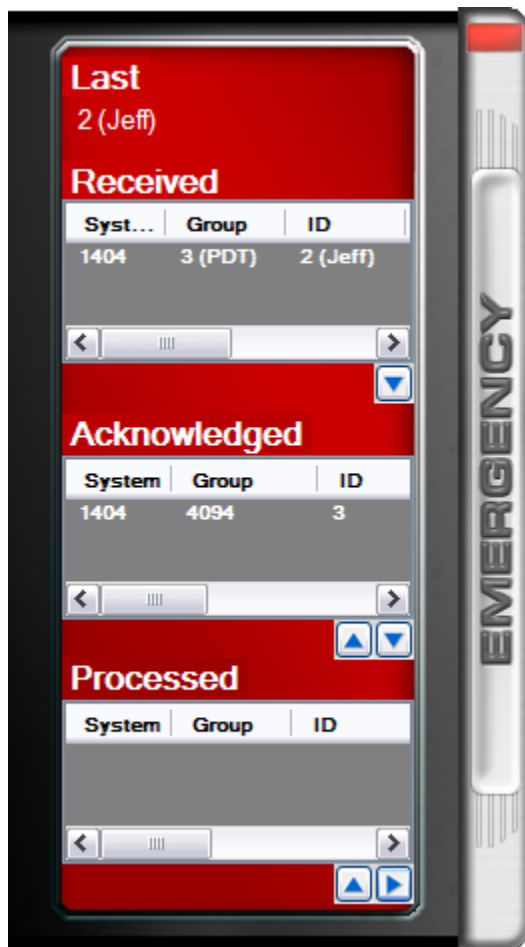 Last
2 (Jeff)
Received
Syst... Group ID
1404 3 (PDT) 2 (Jeff)
Acknowledged
System Group ID
1404 4094 3
Processed
System Group ID
EMERGENCY